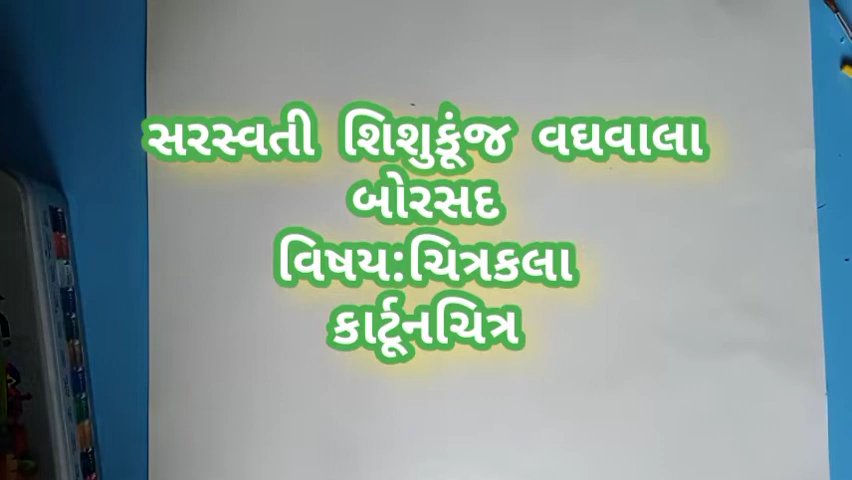 સરસ્વતી શિશુકૂંજ વઘવાલા
બોરસદ
વિષય:ચિત્રકલા
કાર્ટૂનચિત્ર